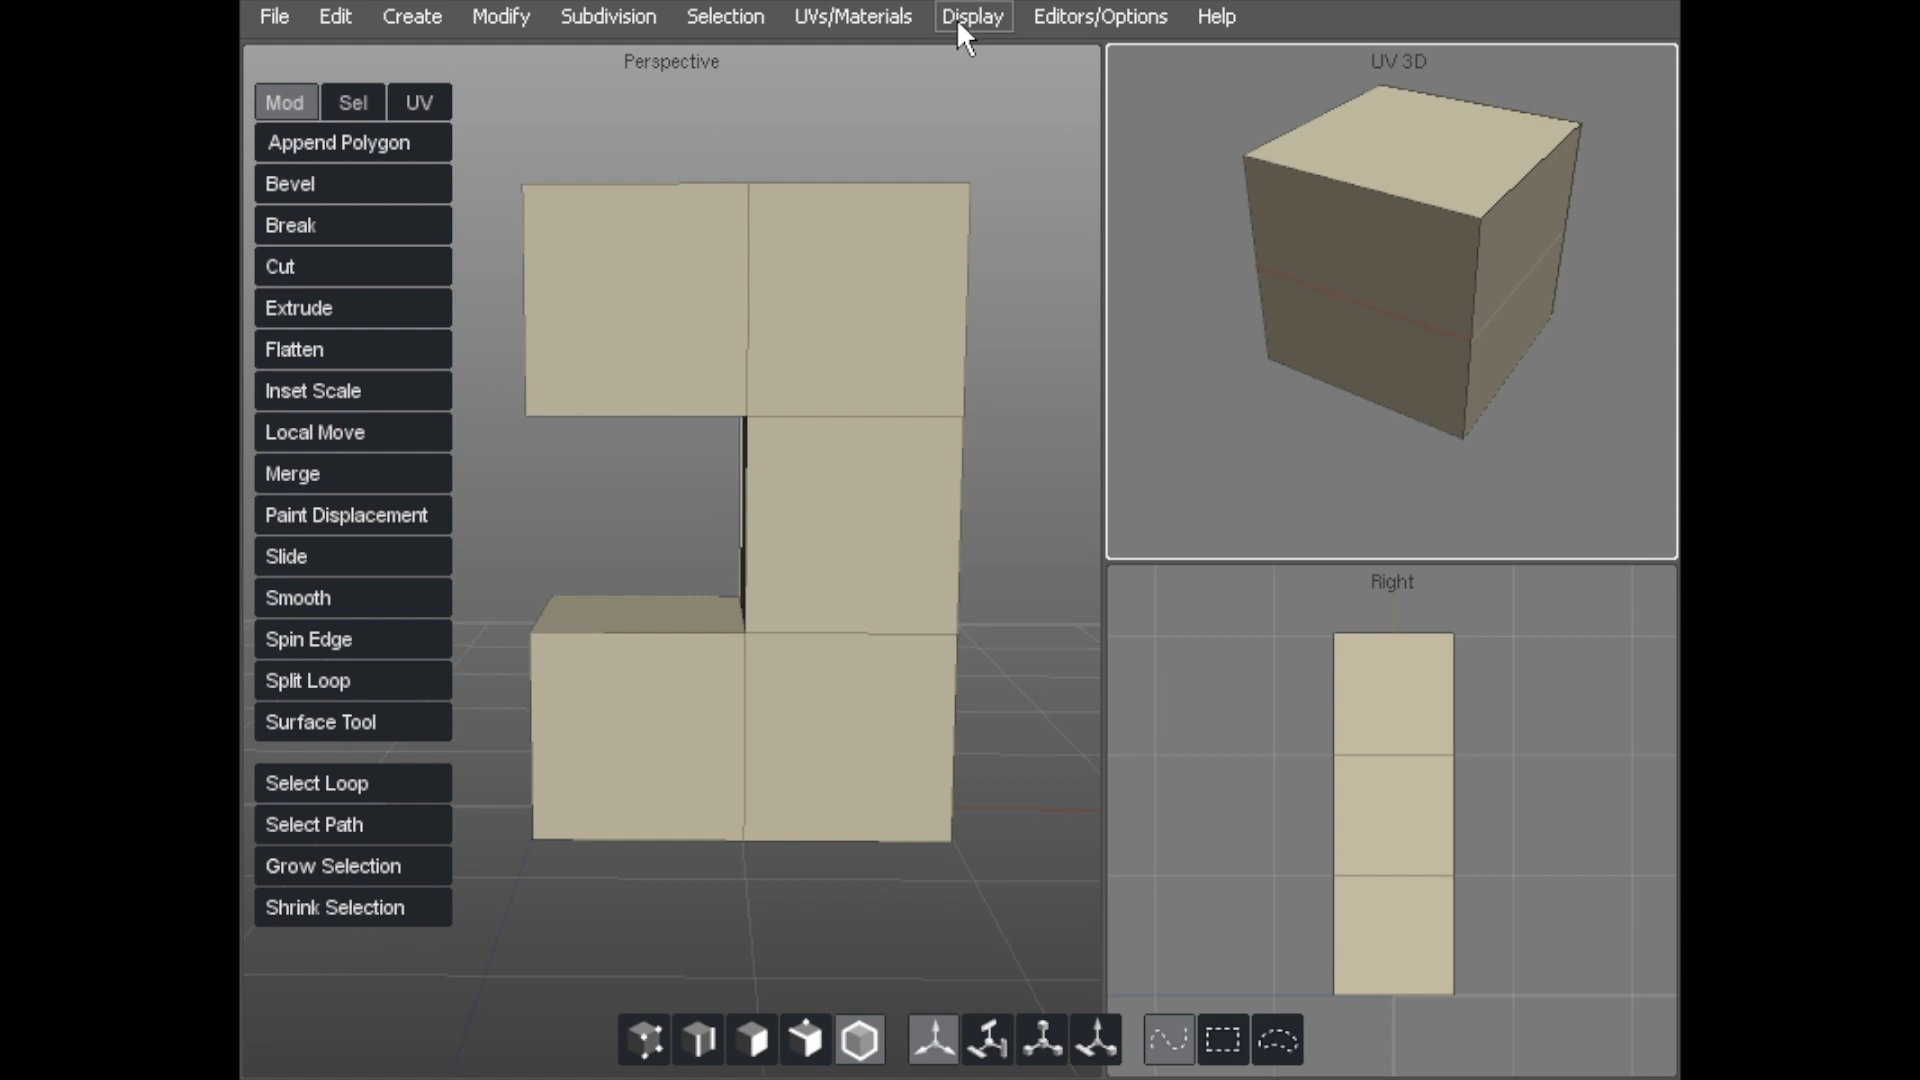 File Edit Create Modify Subdivision Selection UVs/Materials Display Editors/Options Help
Perspective
UV 3D
Mod Sel UV
Append Polygon
Bevel
Break
Cut
Extrude
Flatten
Inset Scale
Local Move
Merge
Paint Displacement
Slide
Smooth
Spin Edge
Split Loop
Surface Tool
Select Loop
Select Path
Grow Selection
Shrink Selection
Right